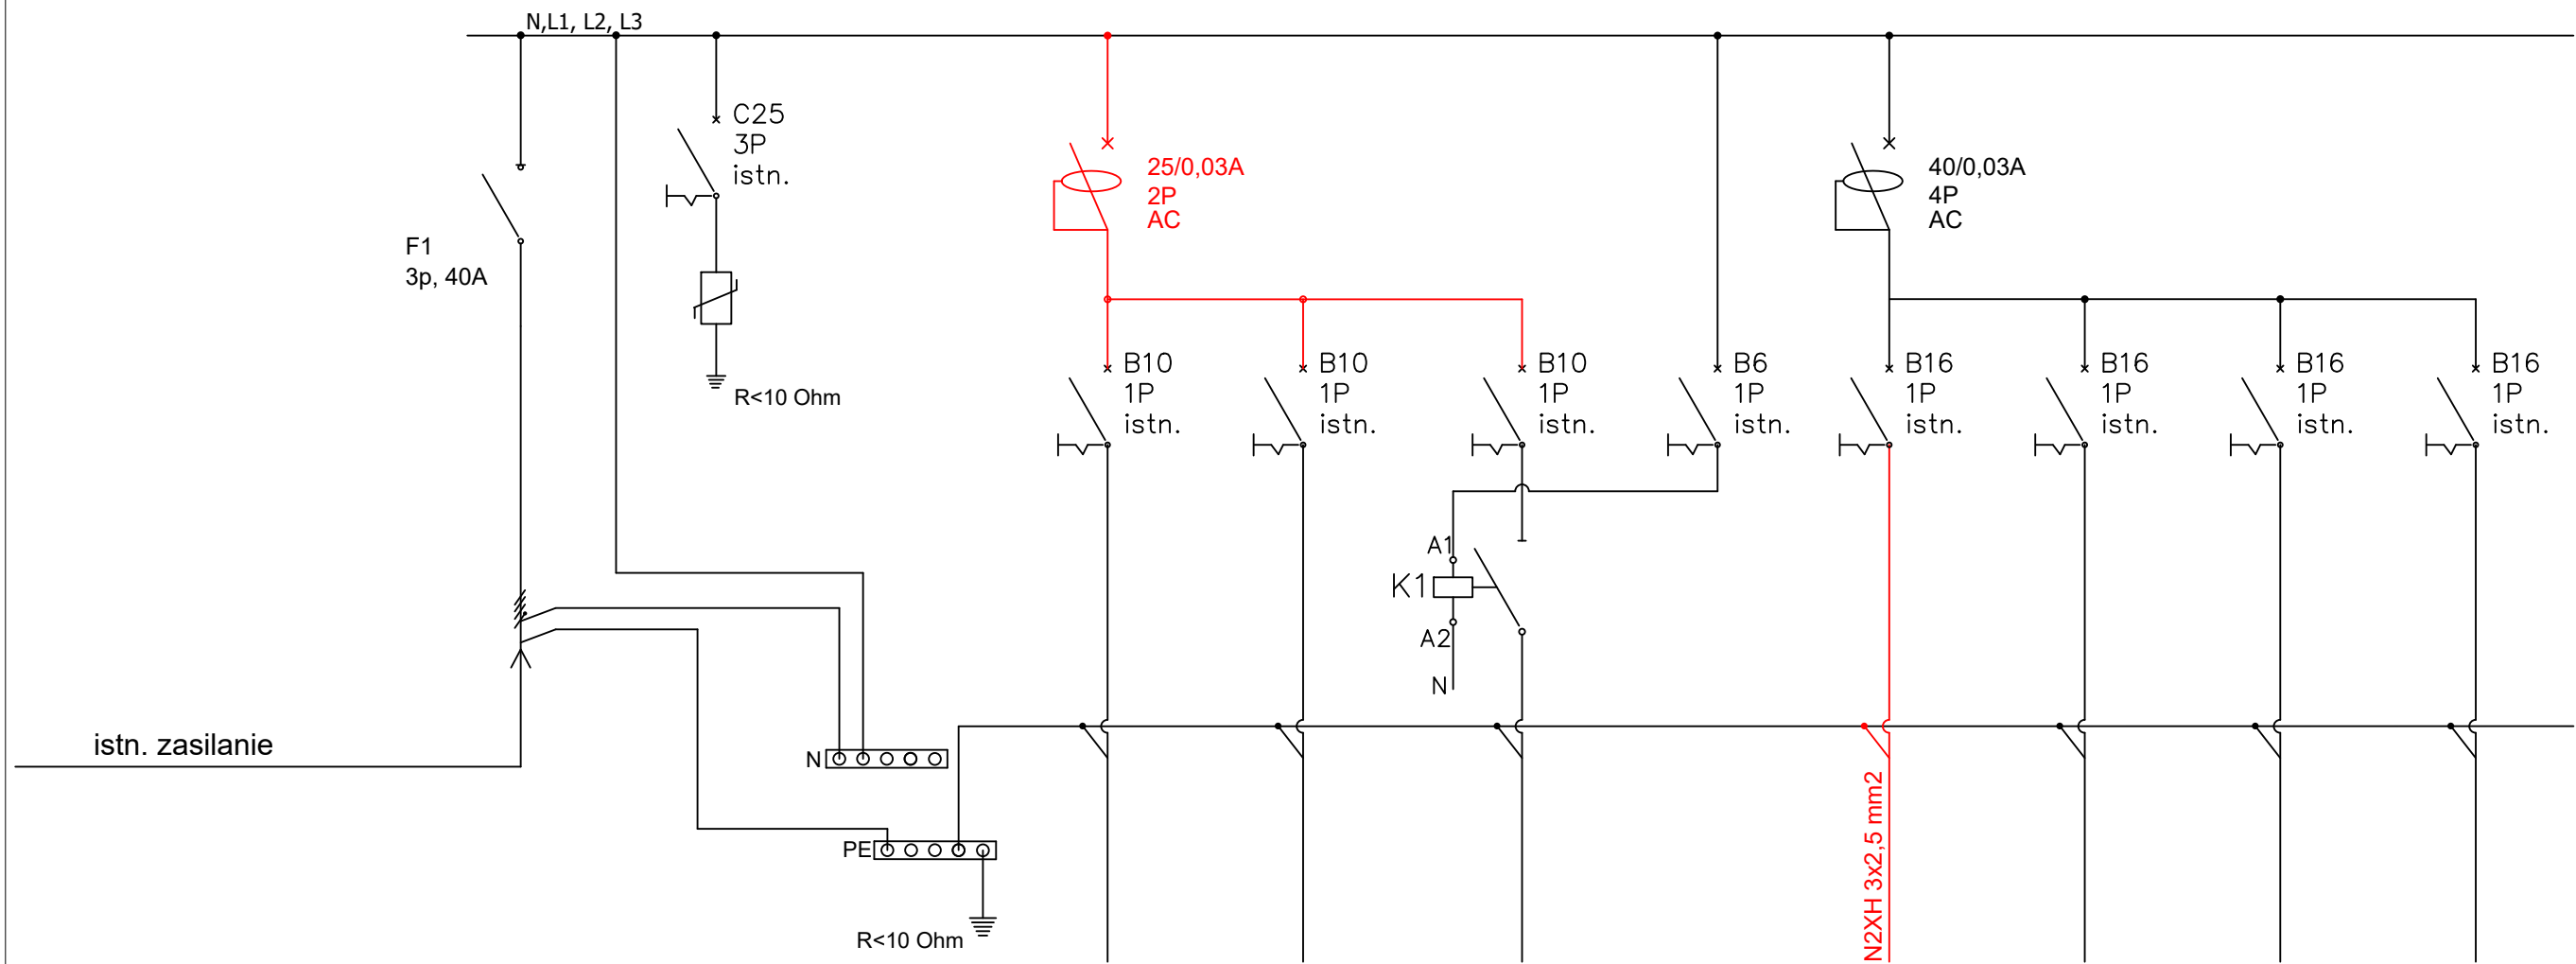 N,L1, L2, L3
C25
3P
istn.
F1
3p, 40A
R<10 Ohm
25/0,03A
2P
AC
40/0,03A
4P
AC
B10
1P
istn.
B10
1P
istn.
B10
1P
istn.
B6
1P
istn.
B16
1P
istn.
B16
1P
istn.
B16
1P
istn.
B16
1P
istn.
A1
K1
A2
N
istn. zasilanie
N
PE
R<10 Ohm
N2XH 3x2,5 mm2